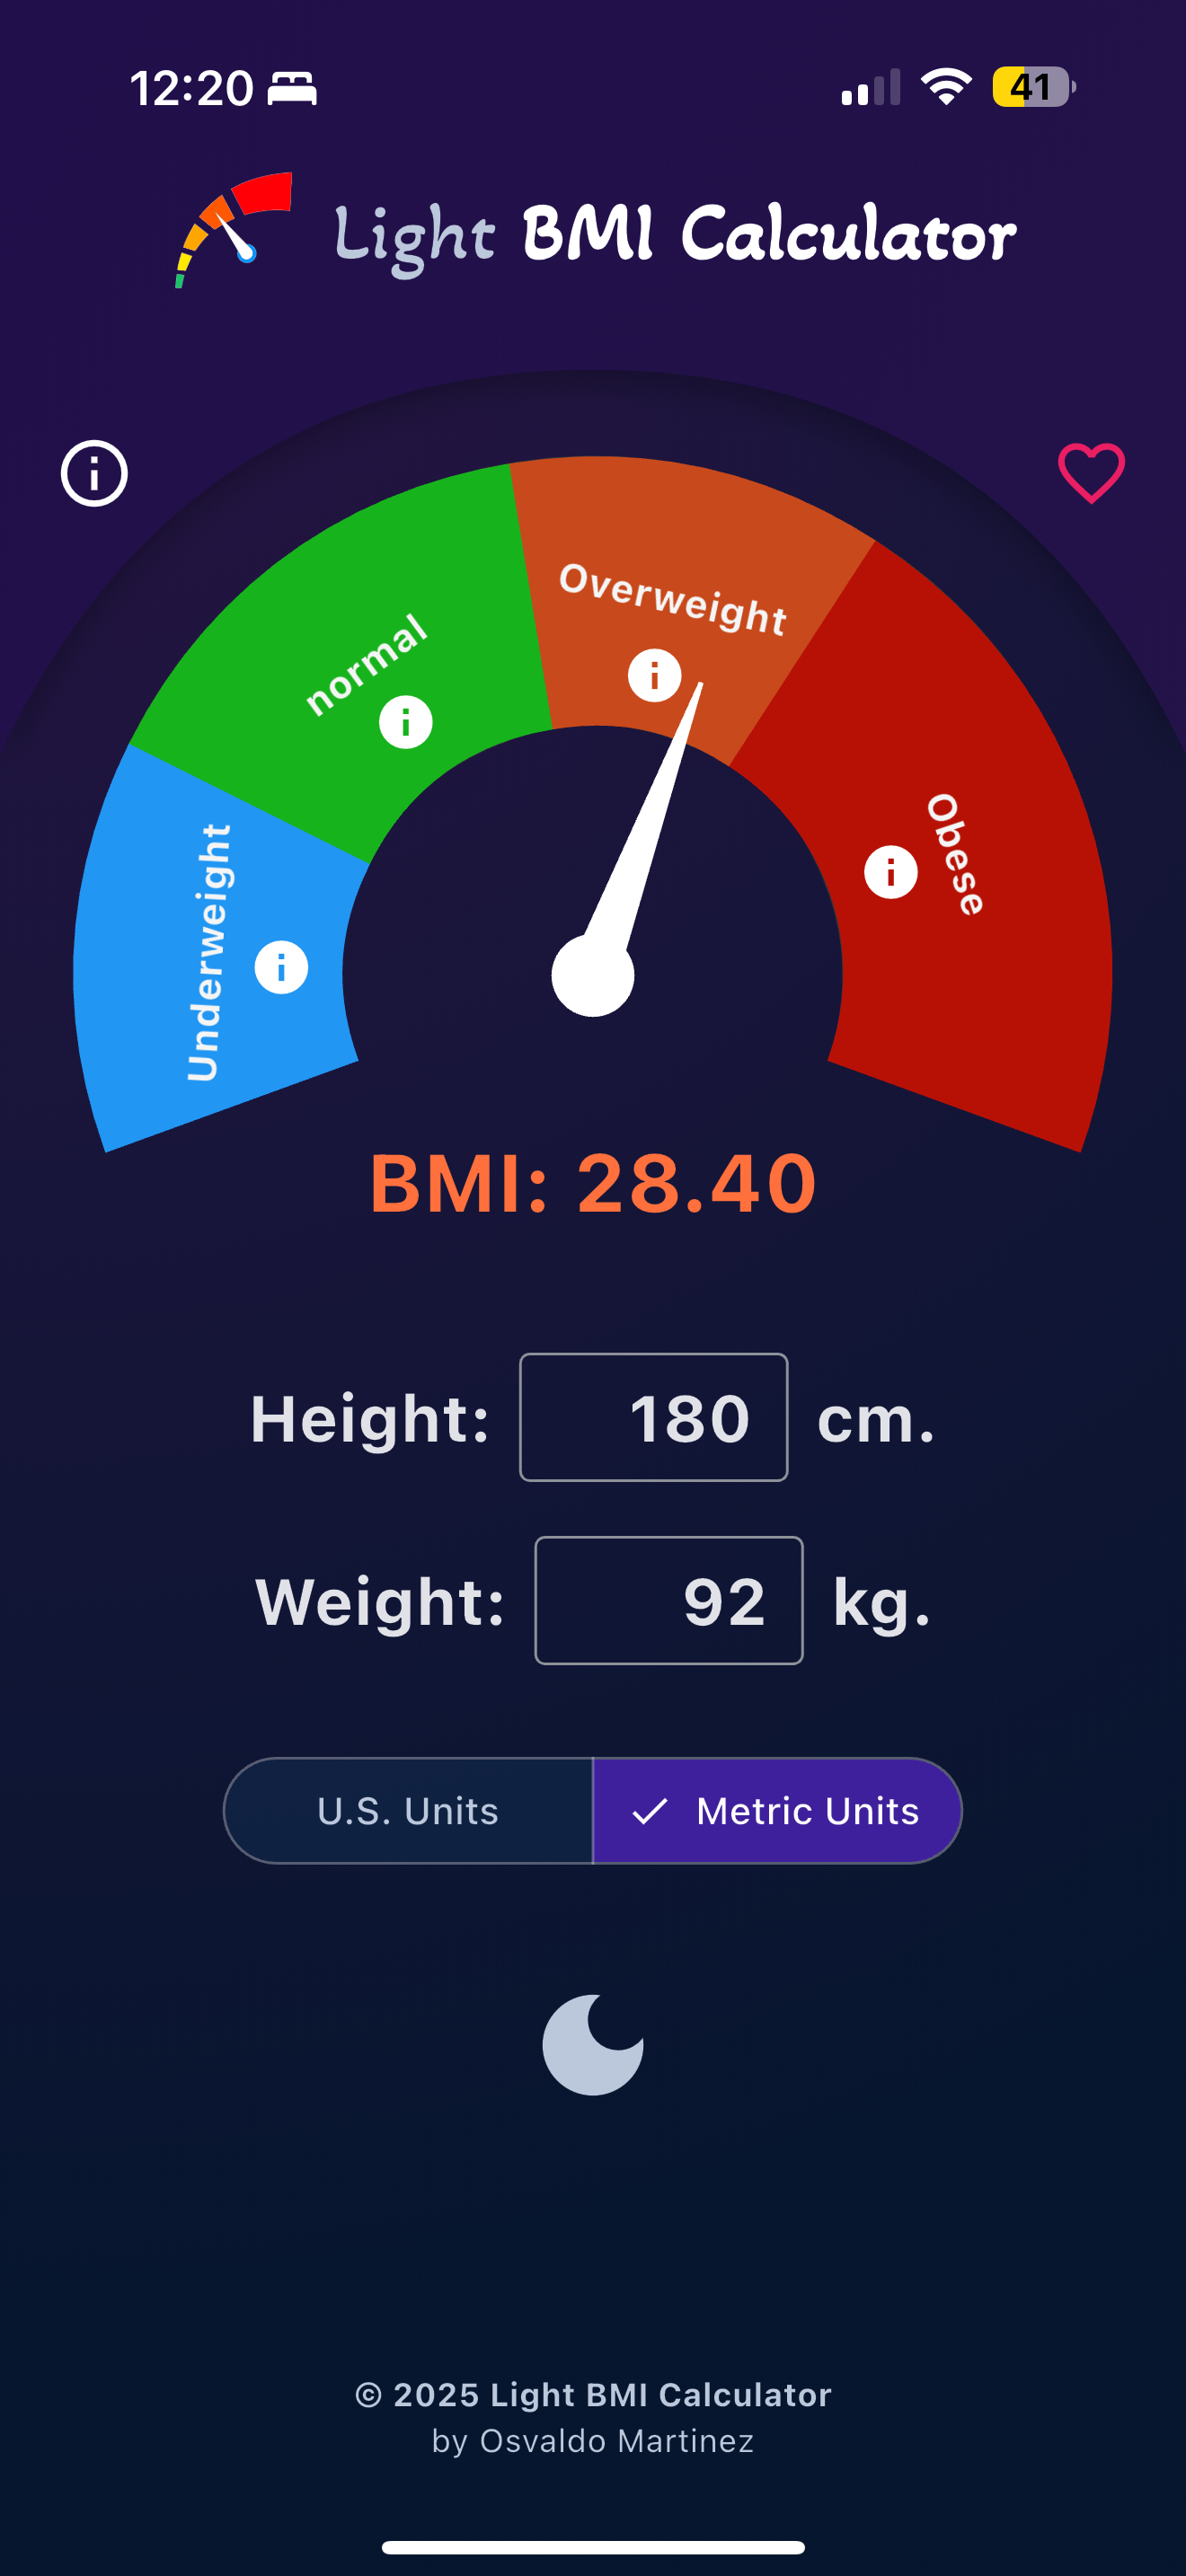 12:20 41
Light BMI Calculator
Overweight
normal
Obese
Underweight
BMI: 28.40
Height: 180 cm.
Weight: 92 kg.
U.S. Units Metric Units
© 2025 Light BMI Calculator
by Osvaldo Martinez